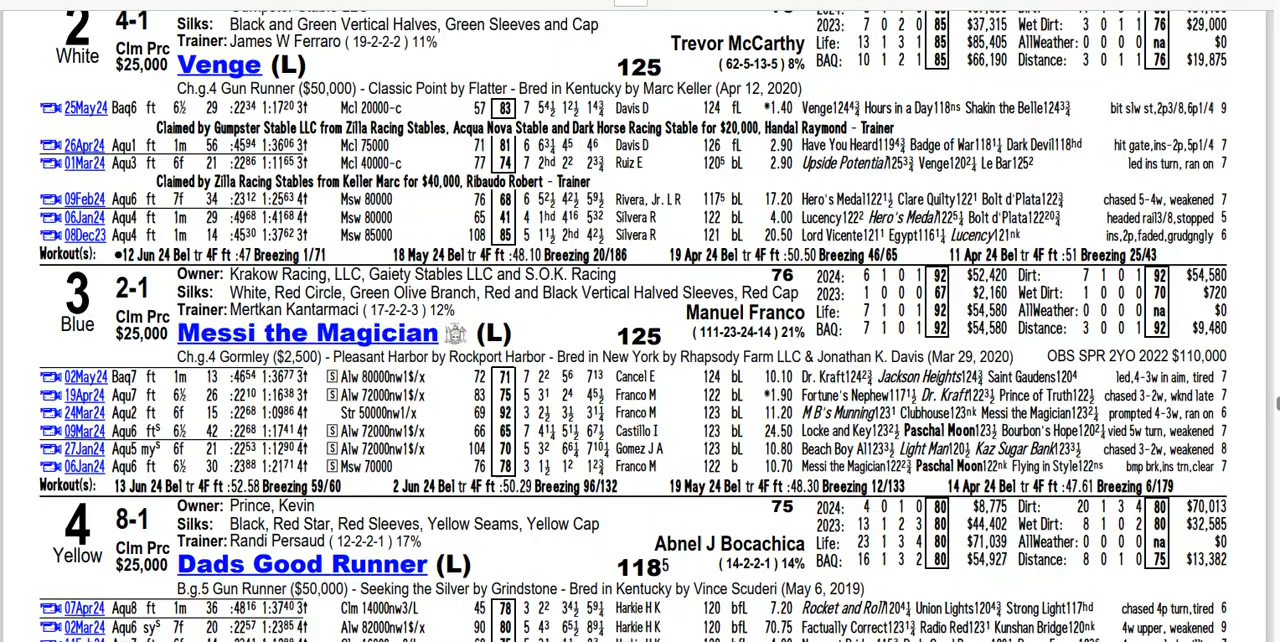 2 4-1 Silks: Black and Green Vertical Halves, Green Sleeves and Cap 2023: 7 0 2 0 85 $37,315 Wet Dirt: 3 0 1 1 76 $29,000
White Clm Prc Trainer: James W Ferraro ( 19-2-2-2 ) 11% Trevor McCarthy Life: 13 1 3 1 85 $85,405 AllWeather: 0 0 0 0 na $0
$25,000 Venge (L) 125 ( 62-5-13-5 ) 8% BAQ: 10 1 2 1 85 $66,190 Distance: 3 0 1 1 76 $19,875
Ch.g.4 Gun Runner ($50,000) - Classic Point by Flatter - Bred in Kentucky by Marc Keller (Apr 12, 2020)
25May24 Baq6 ft 6½ 29 :2234 1:1720 3↑ Mcl 20000-c 57 83 7 54½ 12½ 14¾ Davis D 124 fL *1.40 Venge1244¾ Hours in a Day118ns Shakin the Belle124¾ bit slw st,2p3/8,6p1/4 9
Claimed by Gumpster Stable LLC from Zilla Racing Stables, Acqua Nova Stable and Dark Horse Racing Stable for $20,000, Handal Raymond - Trainer
26Apr24 Aqu1 ft 1m 56 :4594 1:3606 3↑ Mcl 75000 71 81 6 63½ 45 46 Davis D 126 fL 2.90 Have You Heard1194¾ Badge of War1181¼ Dark Devil118hd hit gate,ins-2p,5p1/4 7
01Mar24 Aqu3 ft 6f 21 :2286 1:1165 3↑ Mcl 40000-c 77 74 7 2hd 22 23¾ Ruiz E 120⁵ bL 2.90 Upside Potential1253¾ Venge1202¼ Le Bar1252 led ins turn, ran on 7
Claimed by Zilla Racing Stables from Keller Marc for $40,000, Ribaudo Robert - Trainer
09Feb24 Aqu6 ft 7f 34 :2312 1:2563 4↑ Msw 80000 76 68 6 52½ 42½ 59½ Rivera, Jr. L R 117⁵ bL 17.20 Hero's Medal1221½ Clare Quilty1221 Bolt d'Plata122¾ chased 5-4w, weakened 7
06Jan24 Aqu4 ft 1m 29 :4968 1:4168 4↑ Msw 80000 65 41 4 1hd 416 532 Silvera R 122 bL 4.00 Lucency1222 Hero's Medal1225¼ Bolt d'Plata12220¾ headed rail3/8,stopped 5
08Dec23 Aqu4 ft 1m 14 :4530 1:3762 3↑ Msw 85000 108 85 5 11½ 2hd 42½ Silvera R 121 bL 20.50 Lord Vicente1211 Egypt1161¼ Lucency121nk ins,2p,faded,grudgngly 6
Workout(s): ●12 Jun 24 Bel tr 4F ft :47 Breezing 1/71 18 May 24 Bel tr 4F ft :48.10 Breezing 20/186 19 Apr 24 Bel tr 4F ft :50.50 Breezing 46/65 11 Apr 24 Bel tr 4F ft :51 Breezing 25/43
Owner: Krakow Racing, LLC, Gaiety Stables LLC and S.O.K. Racing 76 2024: 6 1 0 1 92 $52,420 Dirt: 7 1 0 1 92 $54,580
3 2-1 Silks: White, Red Circle, Green Olive Branch, Red and Black Vertical Halved Sleeves, Red Cap 2023: 1 0 0 0 67 $2,160 Wet Dirt: 1 0 0 0 70 $720
Blue Clm Prc Trainer: Mertkan Kantarmaci ( 17-2-2-3 ) 12% Manuel Franco Life: 7 1 0 1 92 $54,580 AllWeather: 0 0 0 0 na $0
$25,000 Messi the Magician (L) 125 ( 111-23-24-14 ) 21% BAQ: 7 1 0 1 92 $54,580 Distance: 3 0 0 1 92 $9,480
Ch.g.4 Gormley ($2,500) - Pleasant Harbor by Rockport Harbor - Bred in New York by Rhapsody Farm LLC & Jonathan K. Davis (Mar 29, 2020) OBS SPR 2YO 2022 $110,000
02May24 Baq7 ft 1m 13 :4654 1:3677 3↑ S Alw 80000nw1$/x 72 71 7 22 56 713 Cancel E 124 bL 10.10 Dr. Kraft1242¾ Jackson Heights124¾ Saint Gaudens1204 led,4-3w in aim, tired 7
19Apr24 Aqu7 ft 6½ 26 :2210 1:1638 3↑ S Alw 72000nw1$/x 83 75 5 31 24 45½ Franco M 122 bL *1.90 Fortune's Nephew1171½ Dr. Kraft123¾ Prince of Truth122½ chased 3-2w, wknd late 7
24Mar24 Aqu2 ft 6f 15 :2268 1:0986 4↑ Str 50000nw1/x 69 92 3 2½ 3½ 31¼ Franco M 123 bL 11.20 M B's Munning1231 Clubhouse123nk Messi the Magician1232¼ prompted 4-3w, ran on 6
09Mar24 Aqu6 ftˢ 6½ 42 :2268 1:1741 4↑ S Alw 72000nw1$/x 66 65 7 41¼ 51½ 67½ Castillo I 123 bL 24.50 Locke and Key1232½ Paschal Moon123½ Bourbon's Hope1202¼ vied 5w turn, weakened 7
27Jan24 Aqu5 myˢ 6f 21 :2253 1:1290 4↑ S Alw 72000nw1$/x 104 70 5 32 66¼ 710¼ Gomez J A 123 bL 10.80 Beach Boy Al1233½ Light Man120½ Kaz Sugar Bank1233½ chased 3-2w, weakened 8
06Jan24 Aqu6 ft 6½ 30 :2388 1:2171 4↑ S Msw 70000 76 78 3 1½ 12 12¾ Franco M 122 b 10.70 Messi the Magician1222¾ Paschal Moon122nk Flying in Style122ns bmp brk,ins trn,clear 7
Workout(s): 13 Jun 24 Bel tr 4F ft :52.58 Breezing 59/60 2 Jun 24 Bel tr 4F ft :50.29 Breezing 96/132 19 May 24 Bel tr 4F ft :48.30 Breezing 12/133 14 Apr 24 Bel tr 4F ft :47.61 Breezing 6/179
Owner: Prince, Kevin 75 2024: 4 0 1 0 80 $8,775 Dirt: 20 1 3 4 80 $70,013
4 8-1 Silks: Black, Red Star, Red Sleeves, Yellow Seams, Yellow Cap 2023: 13 1 2 3 80 $44,402 Wet Dirt: 8 1 0 2 80 $32,585
Yellow Clm Prc Trainer: Randi Persaud ( 12-2-2-1 ) 17% Abnel J Bocachica Life: 23 1 3 4 80 $71,039 AllWeather: 0 0 0 0 na $0
$25,000 Dads Good Runner (L) 118⁵ ( 14-2-2-1 ) 14% BAQ: 16 1 3 2 80 $54,927 Distance: 8 0 1 0 75 $13,382
B.g.5 Gun Runner ($50,000) - Seeking the Silver by Grindstone - Bred in Kentucky by Vince Scuderi (May 6, 2019)
07Apr24 Aqu8 ft 1m 36 :4816 1:3740 3↑ Clm 14000nw3/L 45 78 3 22 34½ 59¼ Harkie H K 120 bfL 7.20 Rocket and Roll1204¼ Union Lights1204¾ Strong Light117hd chased 4p turn,tired 6
02Mar24 Aqu6 syˢ 7f 20 :2257 1:2385 4↑ Alw 82000nw1/x 90 80 5 43 65½ 89¼ Harkie H K 120 bfL 70.75 Factually Correct1231¾ Radio Red1231 Kunshan Bridge120nk 4w upper, weakened 9